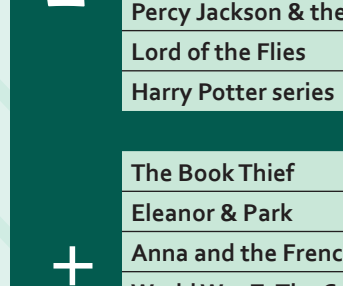 Percy Jackson & the
Lord of the Flies
Harry Potter series
The Book Thief
Eleanor & Park
+
Anna and the Frenc